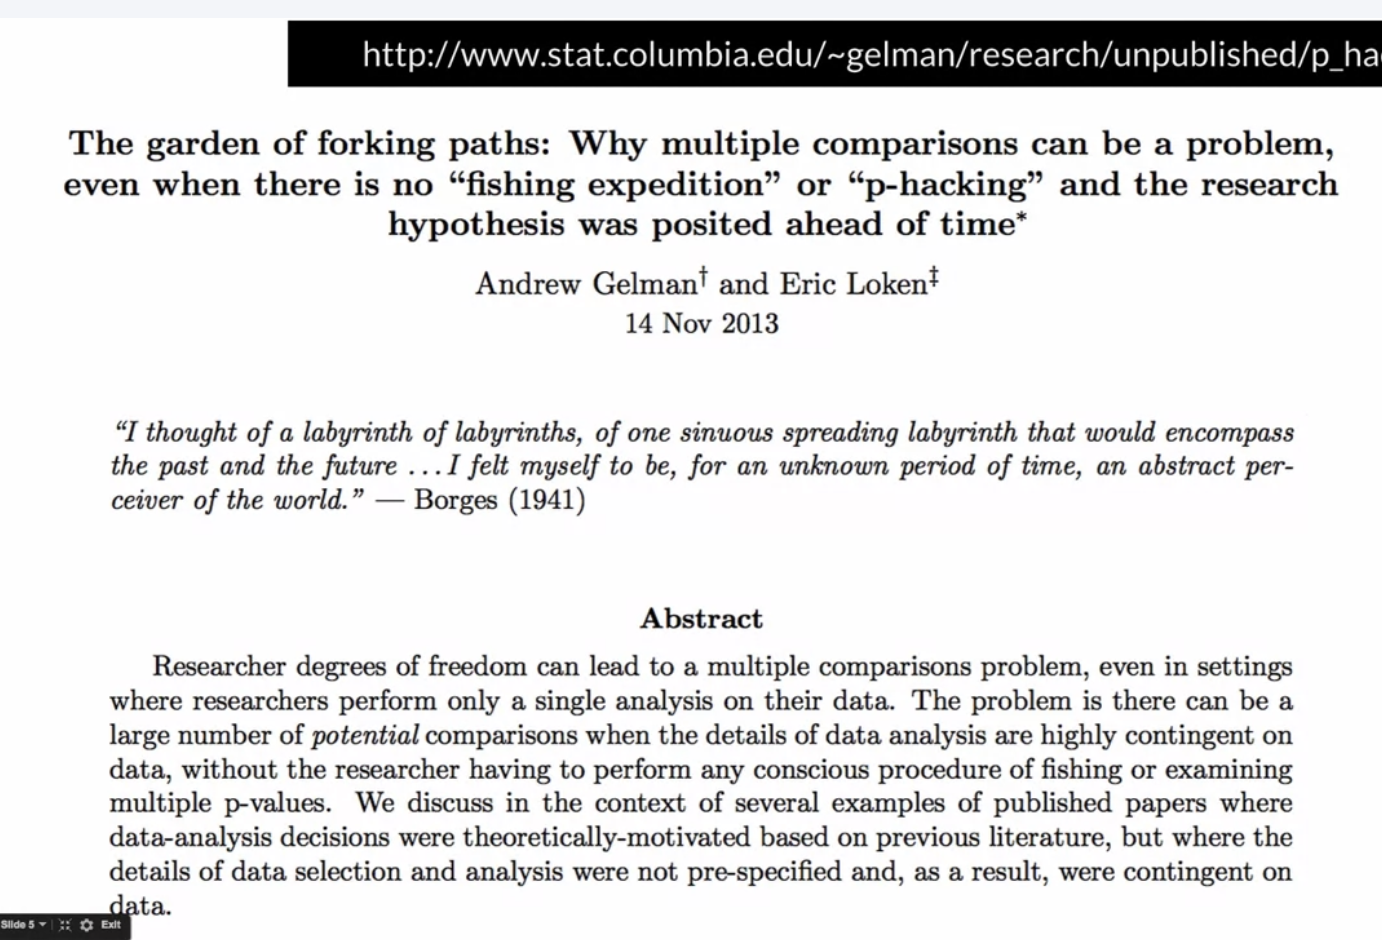 http://www.stat.columbia.edu/~gelman/research/unpublished/p_ha
The garden of forking paths: Why multiple comparisons can be a problem,
even when there is no “fishing expedition” or “p-hacking” and the research
hypothesis was posited ahead of time*
Andrew Gelman† and Eric Loken‡
14 Nov 2013
“I thought of a labyrinth of labyrinths, of one sinuous spreading labyrinth that would encompass
the past and the future ...I felt myself to be, for an unknown period of time, an abstract per-
ceiver of the world.” — Borges (1941)
Abstract
Researcher degrees of freedom can lead to a multiple comparisons problem, even in settings
where researchers perform only a single analysis on their data. The problem is there can be a
large number of potential comparisons when the details of data analysis are highly contingent on
data, without the researcher having to perform any conscious procedure of fishing or examining
multiple p-values. We discuss in the context of several examples of published papers where
data-analysis decisions were theoretically-motivated based on previous literature, but where the
details of data selection and analysis were not pre-specified and, as a result, were contingent on
data.
Slide 5 Exit